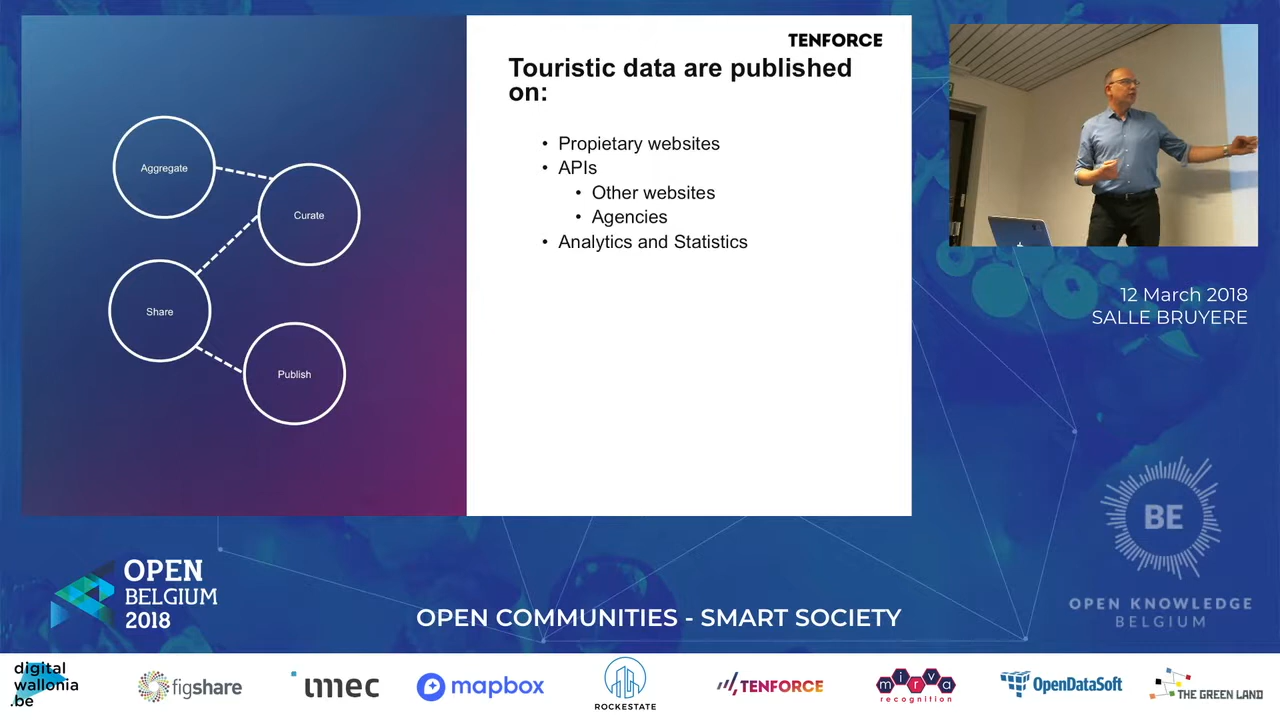 TENFORCE
Touristic data are published
on:
• Propietary websites
• APIs
• Other websites
• Agencies
• Analytics and Statistics
Aggregate
Curate
Share
Publish
12 March 2018
SALLE BRUYERE
BE
OPEN KNOWLEDGE
BELGIUM
OPEN
BELGIUM
2018
OPEN COMMUNITIES - SMART SOCIETY
digital
wallonia
.be
figshare
imec
mapbox
ROCKESTATE
TENFORCE
mirva
recognition
OpenDataSoft
THE GREEN LAND